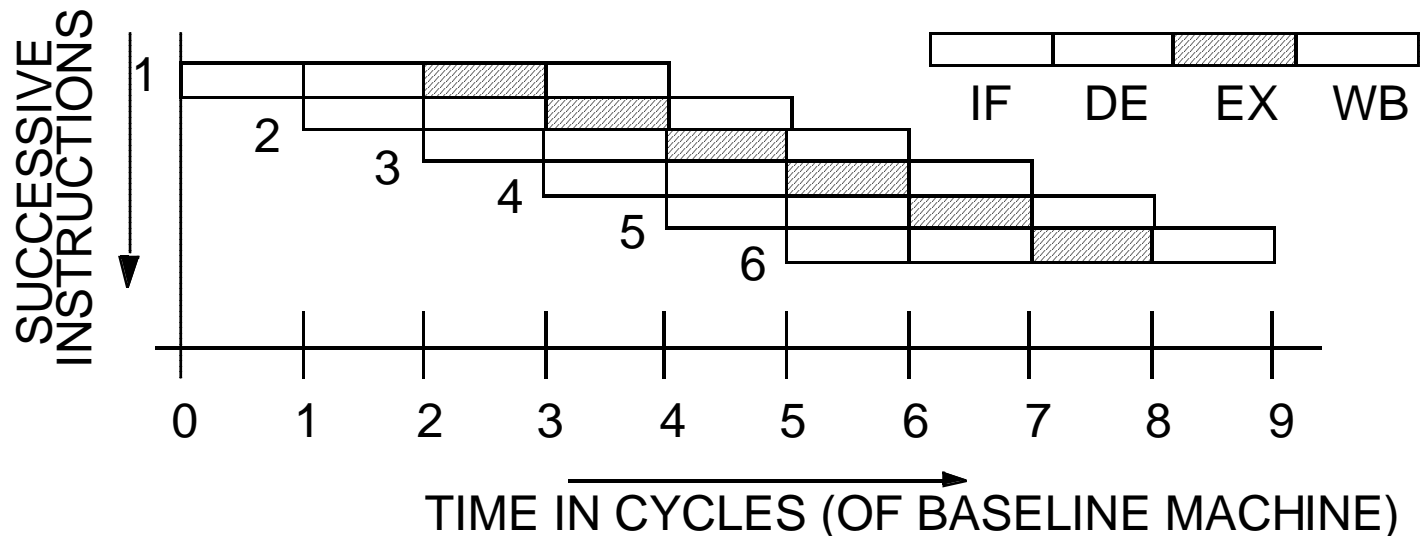 SUCCESSIVE
INSTRUCTIONS
1
2
3
4
5
6
IF DE EX WB
0 1 2 3 4 5 6 7 8 9
TIME IN CYCLES (OF BASELINE MACHINE)